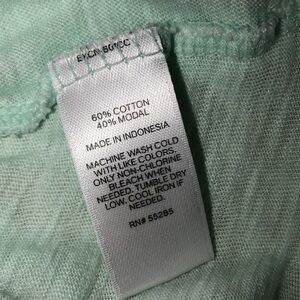 60% COTTON
40% MODAL
MADE IN INDONESIA
MACHINE WASH COLD
WITH LIKE COLORS.
ONLY NON-CHLORINE
BLEACH WHEN
NEEDED. TUMBLE DRY
LOW. COOL IRON IF
NEEDED.
RN# 55285